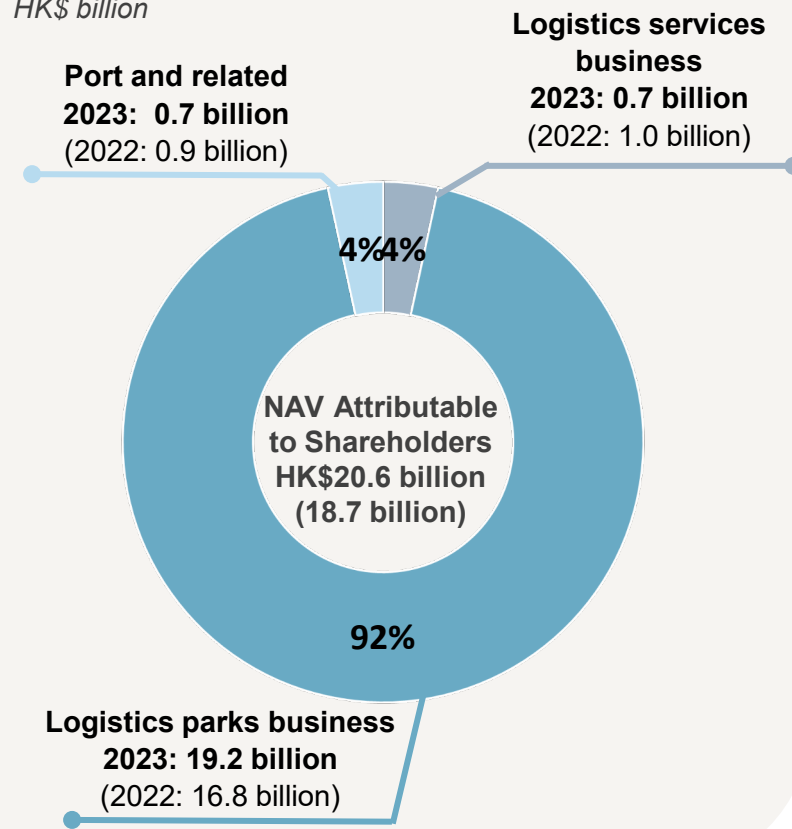 HK$ billion
Port and related
2023: 0.7 billion
(2022: 0.9 billion)
Logistics services
business
2023: 0.7 billion
(2022: 1.0 billion)
4%
4%
NAV Attributable
to Shareholders
HK$20.6 billion
(18.7 billion)
92%
Logistics parks business
2023: 19.2 billion
(2022: 16.8 billion)